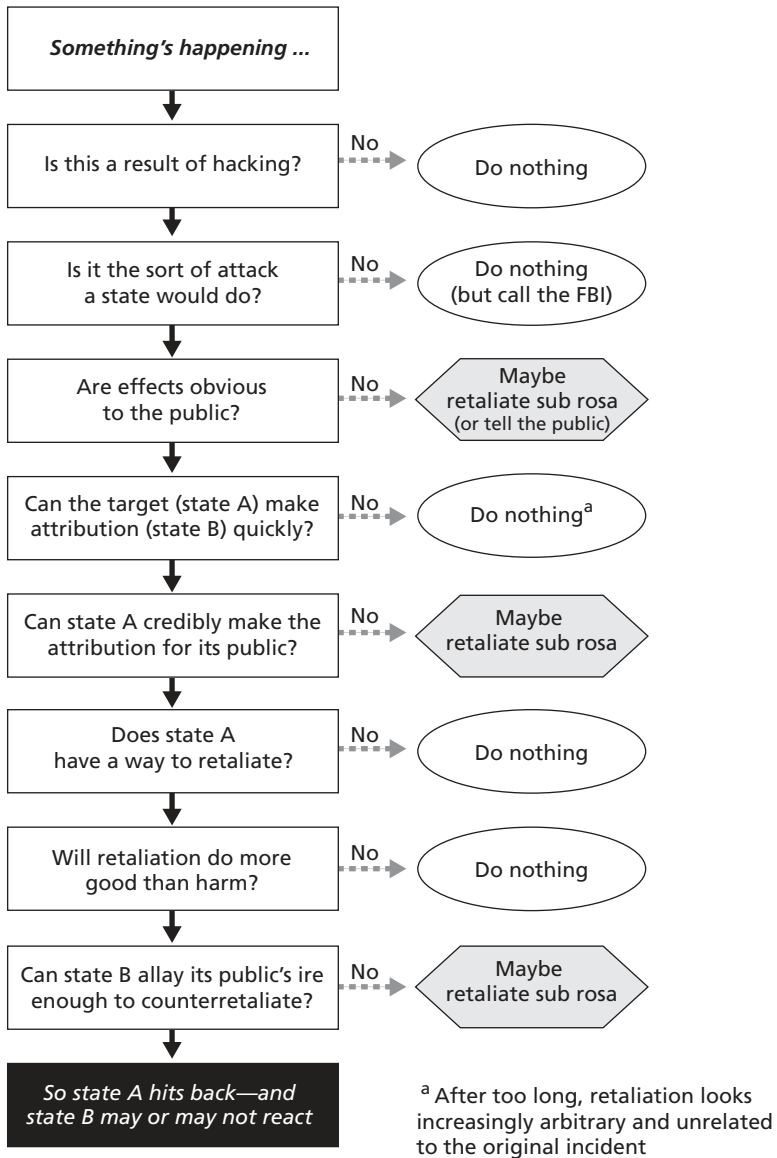 Something's happening ...
Is this a result of hacking?
No
Do nothing
Is it the sort of attack
a state would do?
No
Do nothing
(but call the FBI)
Are effects obvious
to the public?
No
Maybe
retaliate sub rosa
(or tell the public)
Can the target (state A) make
attribution (state B) quickly?
No
Do nothingᵃ
Can state A credibly make the
attribution for its public?
No
Maybe
retaliate sub rosa
Does state A
have a way to retaliate?
No
Do nothing
Will retaliation do more
good than harm?
No
Do nothing
Can state B allay its public's ire
enough to counterretaliate?
No
Maybe
retaliate sub rosa
So state A hits back—and
state B may or may not react
ᵃ After too long, retaliation looks
increasingly arbitrary and unrelated
to the original incident